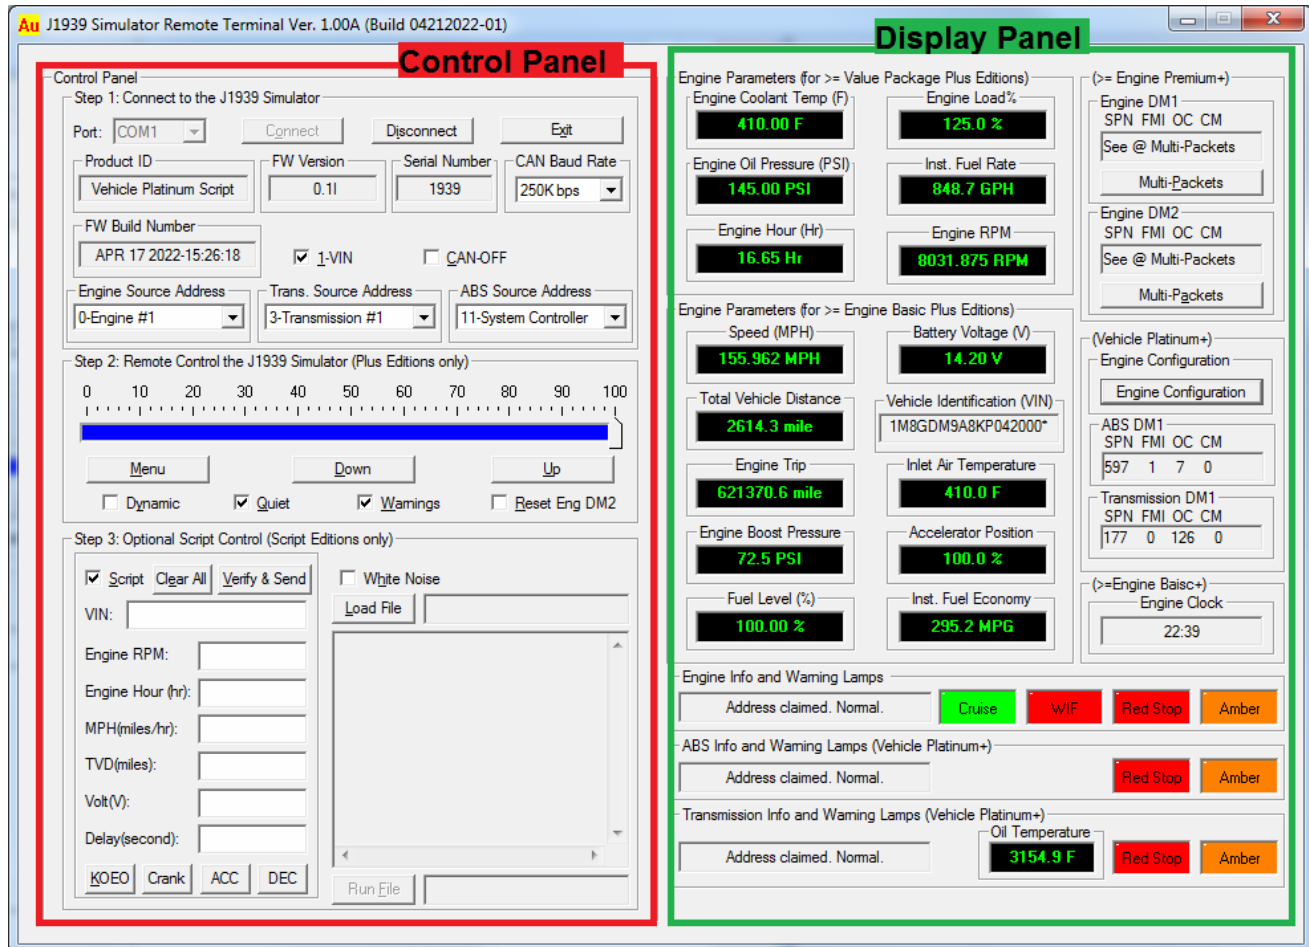 Au J1939 Simulator Remote Terminal Ver. 1.00A (Build 04212022-01)
Control Panel
Display Panel
Control Panel
Step 1: Connect to the J1939 Simulator
Port: COM1 Connect Disconnect Exit
Product ID FW Version Serial Number CAN Baud Rate
Vehicle Platinum Script 0.1I 1939 250K bps
FW Build Number
APR 17 2022-15:26:18 1-VIN CAN-OFF
Engine Source Address Trans. Source Address ABS Source Address
0-Engine #1 3-Transmission #1 11-System Controller
Step 2: Remote Control the J1939 Simulator (Plus Editions only)
0 10 20 30 40 50 60 70 80 90 100
Menu Down Up
Dynamic Quiet Warnings Reset Eng DM2
Step 3: Optional Script Control (Script Editions only)
Script Clear All Verify & Send White Noise
VIN: Load File
Engine RPM:
Engine Hour (hr):
MPH(miles/hr):
TVD(miles):
Volt(V):
Delay(second):
KOEO Crank ACC DEC Run File
Engine Parameters (for >= Value Package Plus Editions)
Engine Coolant Temp (F) Engine Load%
410.00 F 125.0 %
Engine Oil Pressure (PSI) Inst. Fuel Rate
145.00 PSI 848.7 GPH
Engine Hour (Hr) Engine RPM
16.65 Hr 8031.875 RPM
Engine Parameters (for >= Engine Basic Plus Editions)
Speed (MPH) Battery Voltage (V)
155.962 MPH 14.20 V
Total Vehicle Distance Vehicle Identification (VIN)
2614.3 mile 1M8GDM9A8KP042000*
Engine Trip Inlet Air Temperature
621370.6 mile 410.0 F
Engine Boost Pressure Accelerator Position
72.5 PSI 100.0 %
Fuel Level (%) Inst. Fuel Economy
100.00 % 295.2 MPG
(>= Engine Premium+)
Engine DM1
SPN FMI OC CM
See @ Multi-Packets
Multi-Packets
Engine DM2
SPN FMI OC CM
See @ Multi-Packets
Multi-Packets
(Vehicle Platinum+)
Engine Configuration
Engine Configuration
ABS DM1
SPN FMI OC CM
597 1 7 0
Transmission DM1
SPN FMI OC CM
177 0 126 0
(>=Engine Baisc+)
Engine Clock
22:39
Engine Info and Warning Lamps
Address claimed. Normal. Cruise WIF Red Stop Amber
ABS Info and Warning Lamps (Vehicle Platinum+)
Address claimed. Normal. Red Stop Amber
Transmission Info and Warning Lamps (Vehicle Platinum+)
Oil Temperature
Address claimed. Normal. 3154.9 F Red Stop Amber